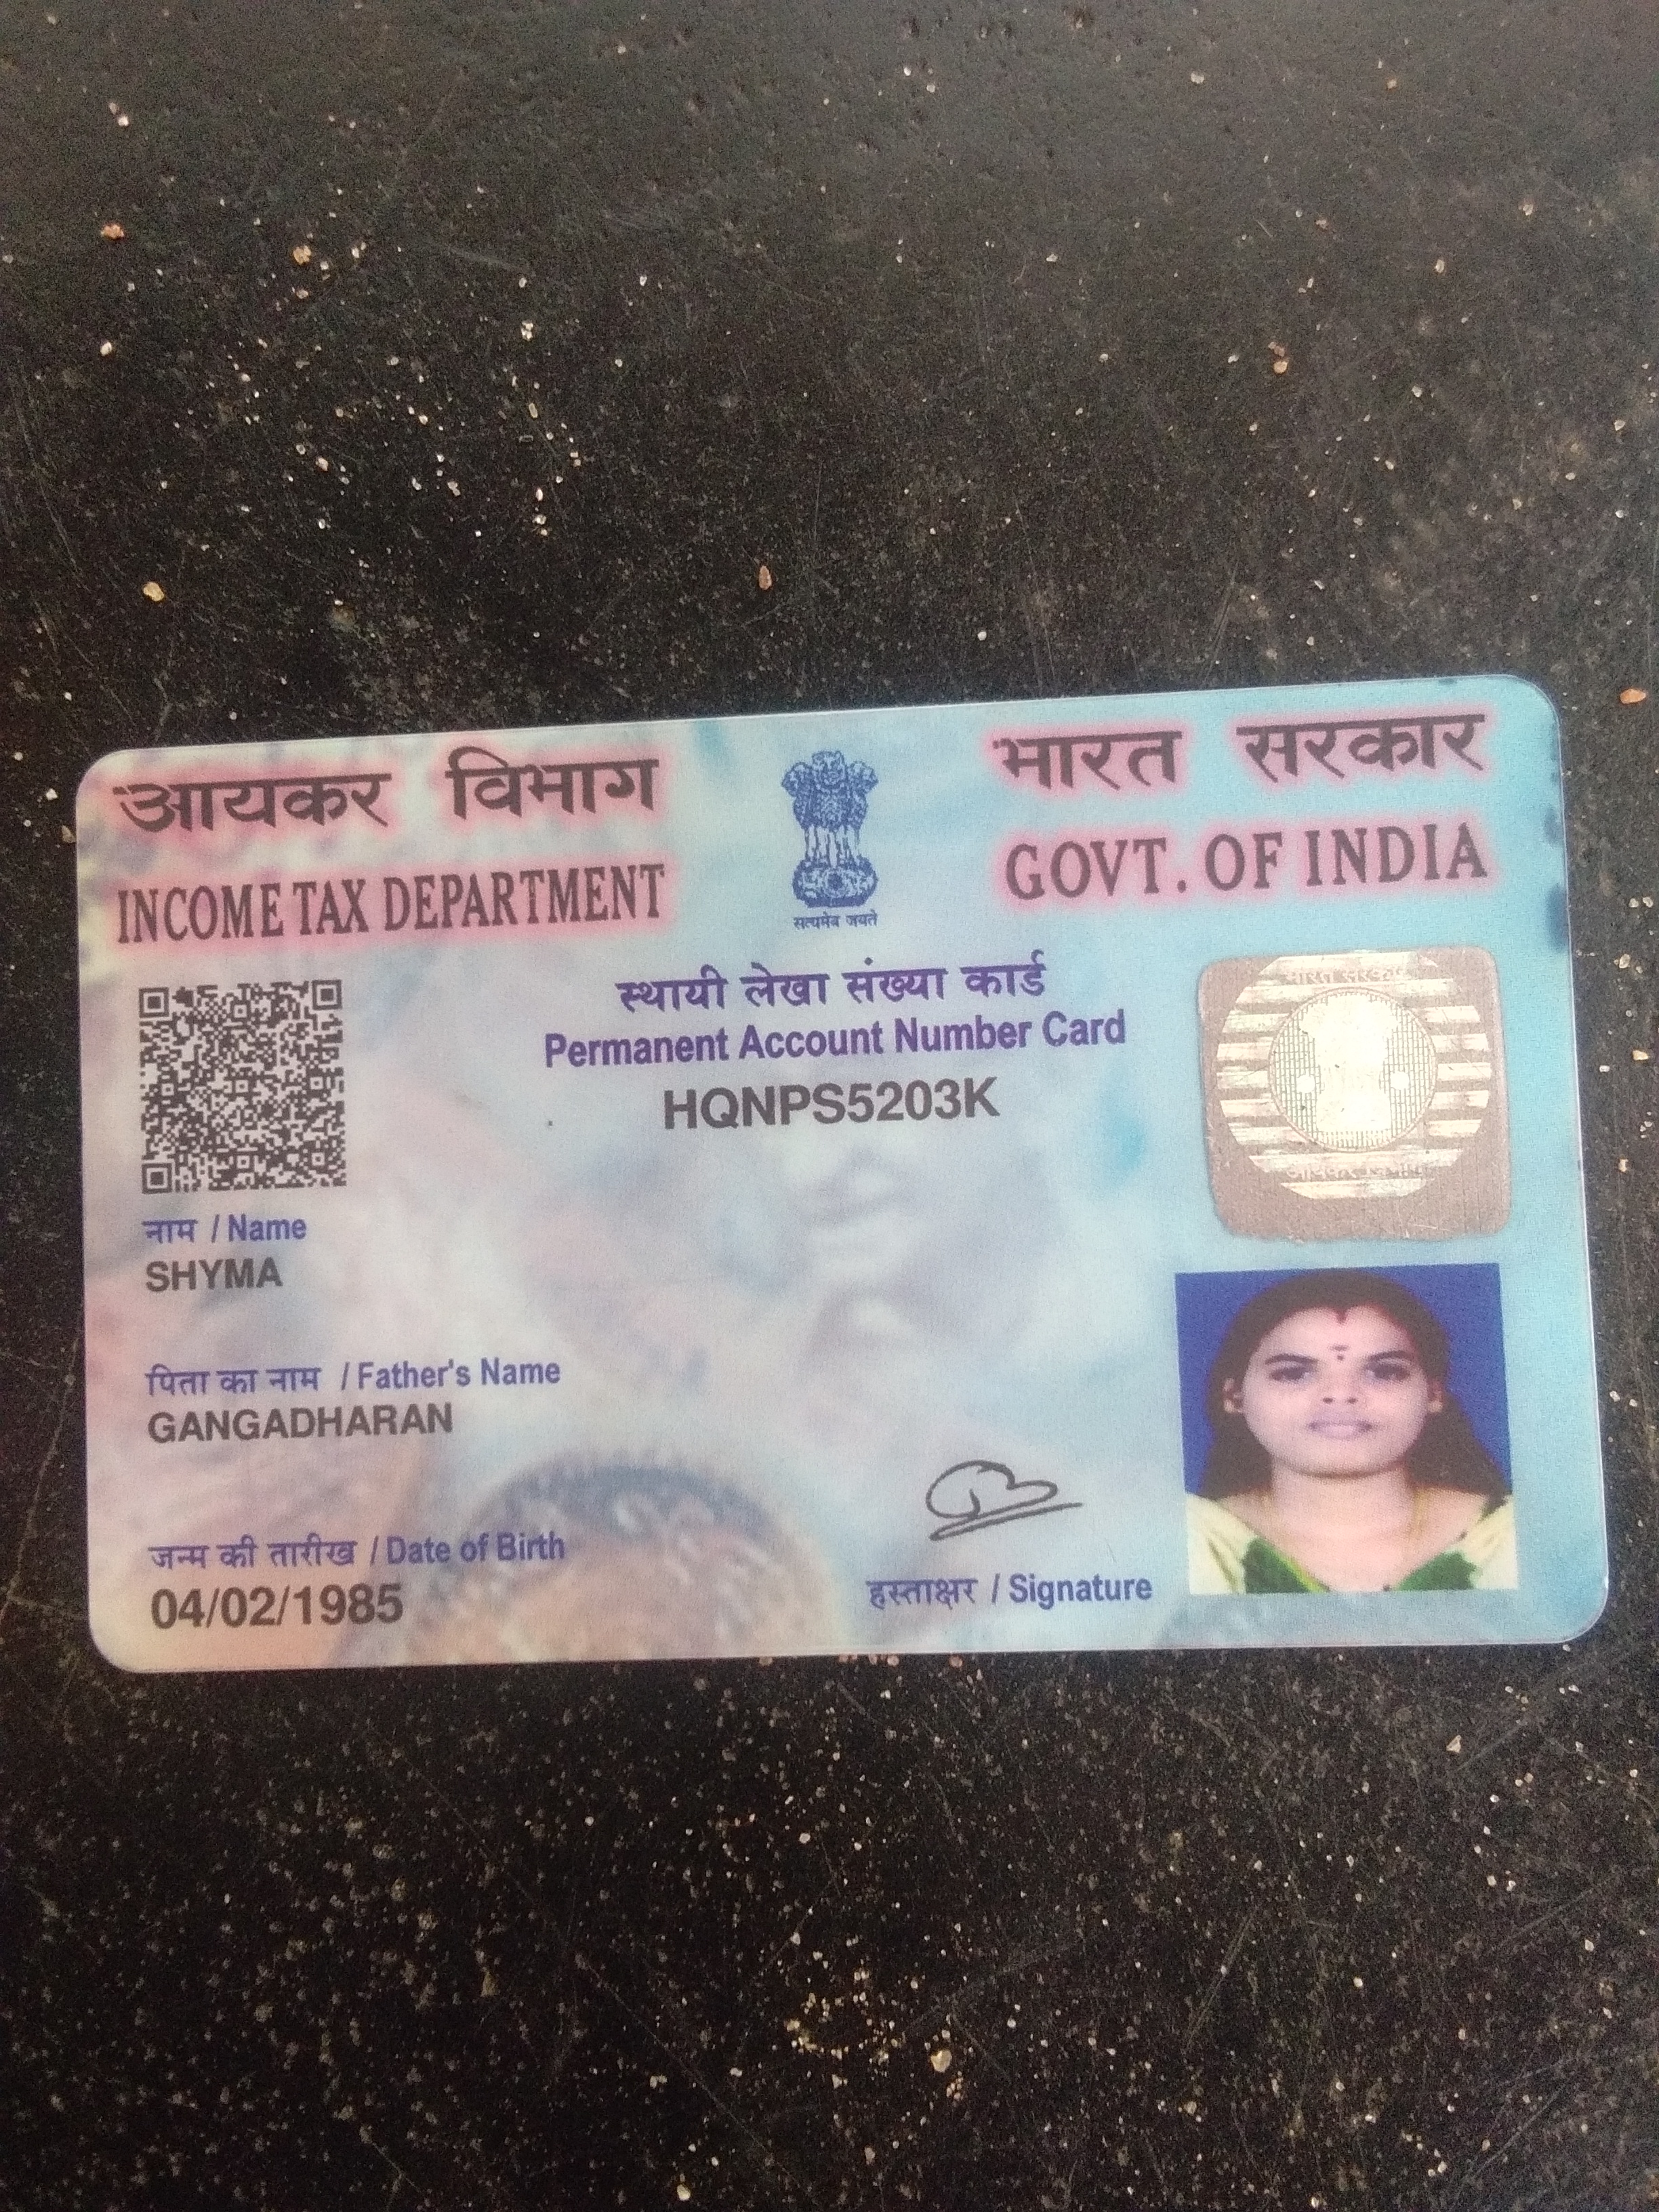 आयकर विभाग
INCOME TAX DEPARTMENT
सत्यमेव जयते
भारत सरकार
GOVT. OF INDIA
स्थायी लेखा संख्या कार्ड
Permanent Account Number Card
HQNPS5203K
नाम / Name
SHYMA
पिता का नाम / Father's Name
GANGADHARAN
जन्म की तारीख / Date of Birth
04/02/1985
हस्ताक्षर / Signature